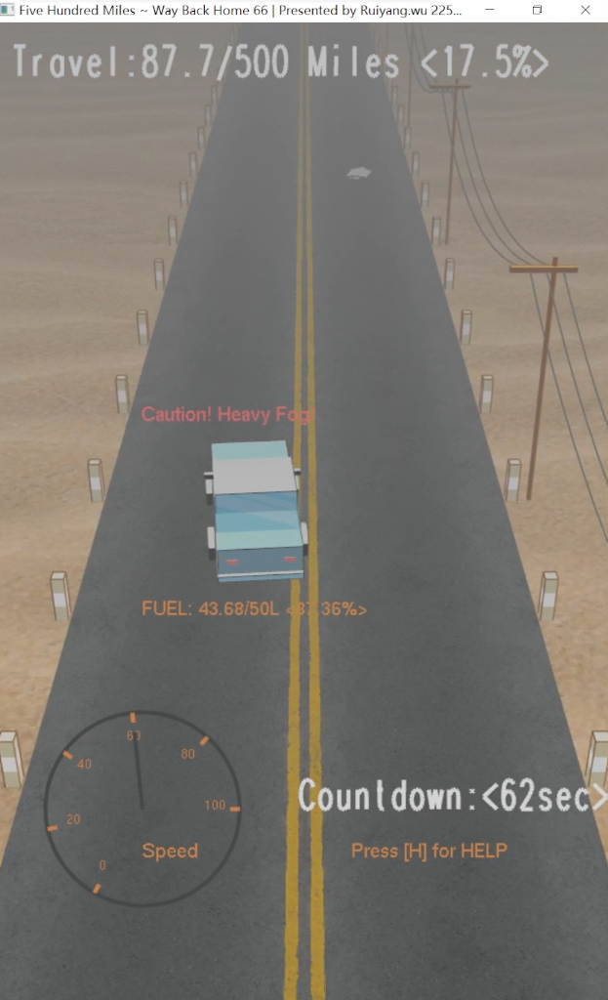 Five Hundred Miles ~ Way Back Home 66 | Presented by Ruiyang.wu 225...
Travel:87.7/500 Miles <17.5%>
Caution! Heavy Fog!
FUEL: 43.68/50L <87.36%>
60
80
40
100
Countdown:<62sec>
20
Speed
Press [H] for HELP
0